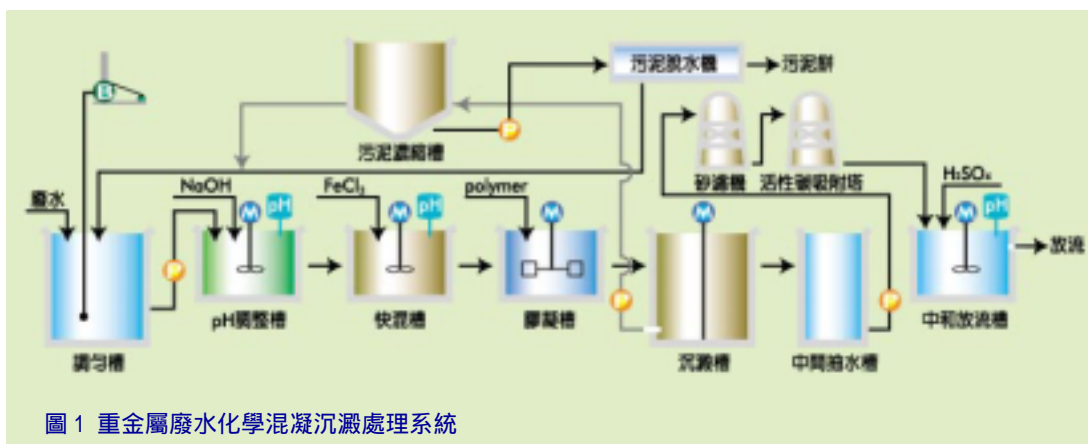 B
污泥脫水機
污泥餅
P
污泥濃縮槽
砂濾機
活性碳吸附塔
廢水
NaOH
M
pH
FeCl₃
M
pH
polymer
M
M
H₂SO₄
M
pH
放流
P
P
P
調勻槽
pH調整槽
快混槽
膠凝槽
沉澱槽
中間抽水槽
中和放流槽
圖 1 重金屬廢水化學混凝沉澱處理系統